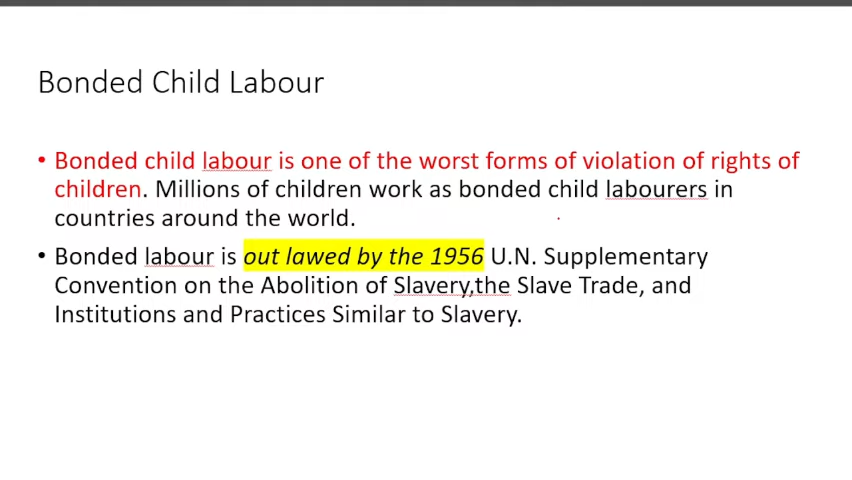 Bonded Child Labour
• Bonded child labour is one of the worst forms of violation of rights of
children. Millions of children work as bonded child labourers in
countries around the world.
• Bonded labour is out lawed by the 1956 U.N. Supplementary
Convention on the Abolition of Slavery,the Slave Trade, and
Institutions and Practices Similar to Slavery.